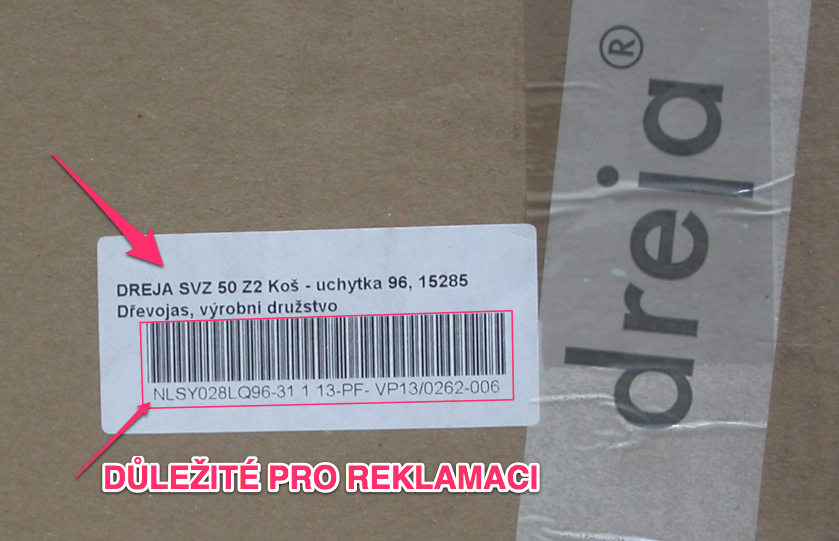 DREJA SVZ 50 Z2 Koš - uchytka 96, 15285
Dřevojas, výrobní družstvo
NLSY028LQ96-31 1 13-PF- VP13/0262-006
DŮLEŽITÉ PRO REKLAMACI
dreja®